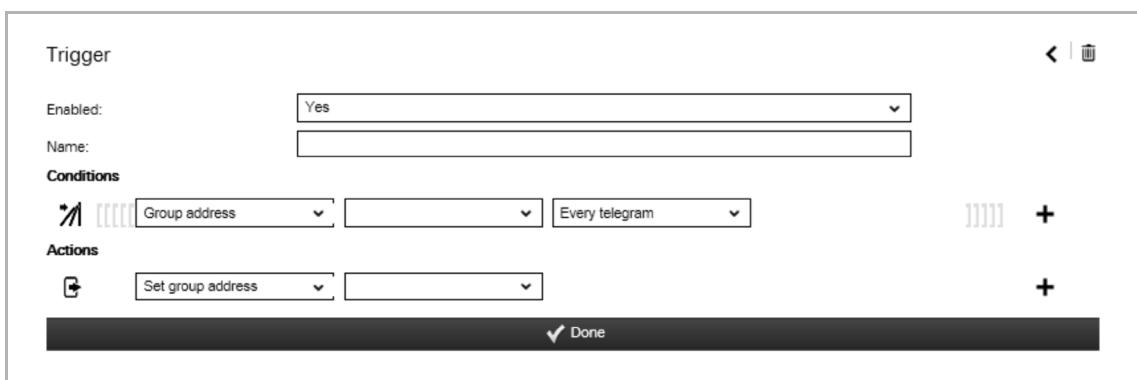 Trigger
Enabled: Yes
Name:
Conditions
[[[[[ Group address Every telegram ]]]]]
Actions
Set group address
Done